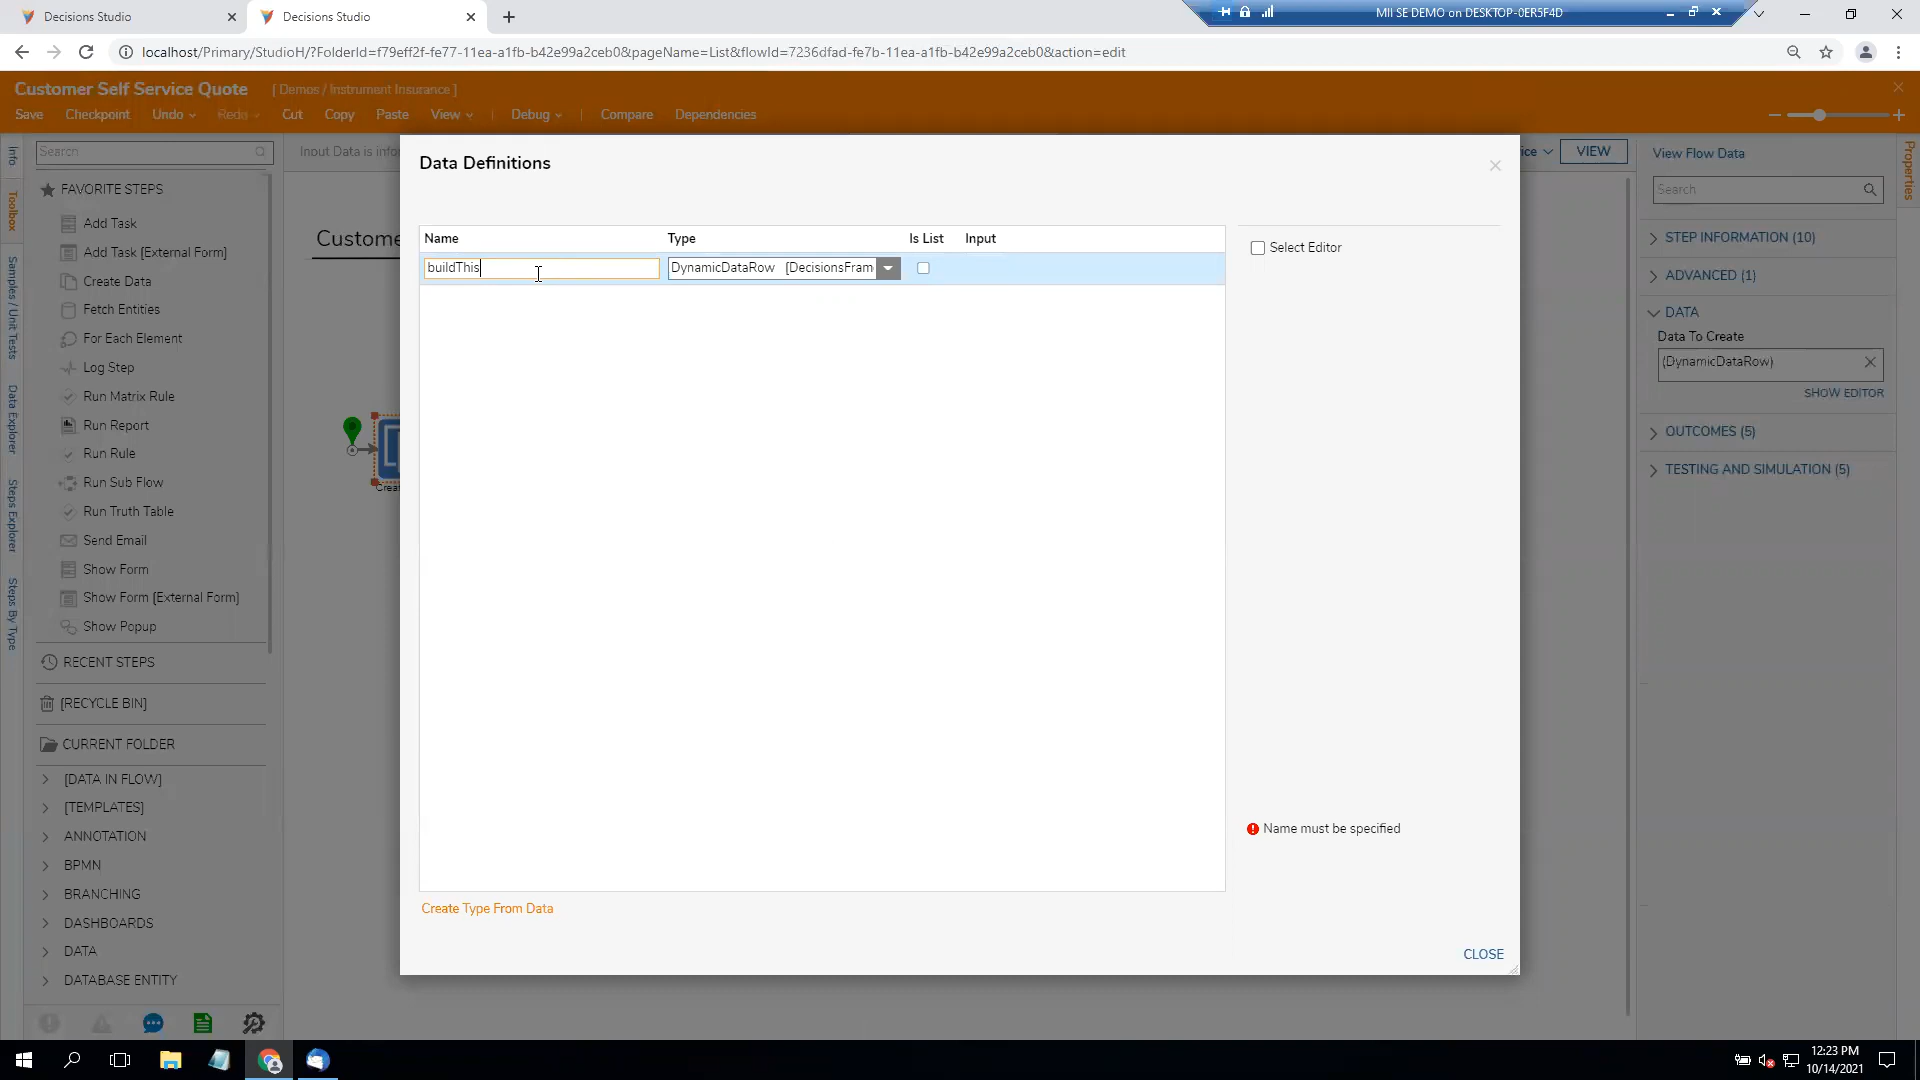 Decisions Studio
Decisions Studio
MII SE DEMO on DESKTOP-0ER5F4D
localhost/Primary/StudioH/?FolderId=f79eff2f-fe77-11ea-a1fb-b42e99a2ceb0&pageName=List&flowId=7236dfad-fe7b-11ea-a1fb-b42e99a2ceb0&action=edit
Customer Self Service Quote
[ Demos / Instrument Insurance ]
Save
Checkpoint
Undo
Redo
Cut
Copy
Paste
View
Debug
Compare
Dependencies
Info
Toolbox
Samples / Unit Tests
Data Explorer
Steps Explorer
Steps By Type
Search
FAVORITE STEPS
Add Task
Add Task [External Form]
Create Data
Fetch Entities
For Each Element
Log Step
Run Matrix Rule
Run Report
Run Rule
Run Sub Flow
Run Truth Table
Send Email
Show Form
Show Form [External Form]
Show Popup
RECENT STEPS
[RECYCLE BIN]
CURRENT FOLDER
[DATA IN FLOW]
[TEMPLATES]
ANNOTATION
BPMN
BRANCHING
DASHBOARDS
DATA
DATABASE ENTITY
Input Data is info
Custome
Crea
Data Definitions
Name
Type
Is List
Input
buildThis
DynamicDataRow [DecisionsFram
Select Editor
Name must be specified
Create Type From Data
CLOSE
ice
VIEW
View Flow Data
Search
STEP INFORMATION (10)
ADVANCED (1)
DATA
Data To Create
(DynamicDataRow)
SHOW EDITOR
OUTCOMES (5)
TESTING AND SIMULATION (5)
Properties
12:23 PM
10/14/2021